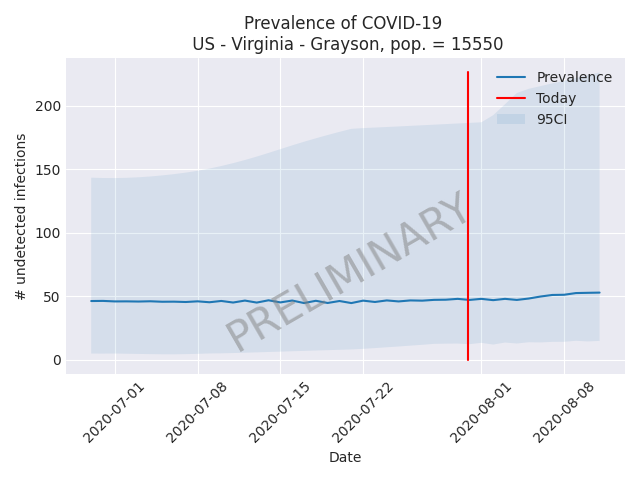 Prevalence of COVID-19
US - Virginia - Grayson, pop. = 15550
Prevalence
Today
95CI
# undetected infections
200
150
100
50
0
PRELIMINARY
2020-07-01
2020-07-08
2020-07-15
2020-07-22
2020-08-01
2020-08-08
Date